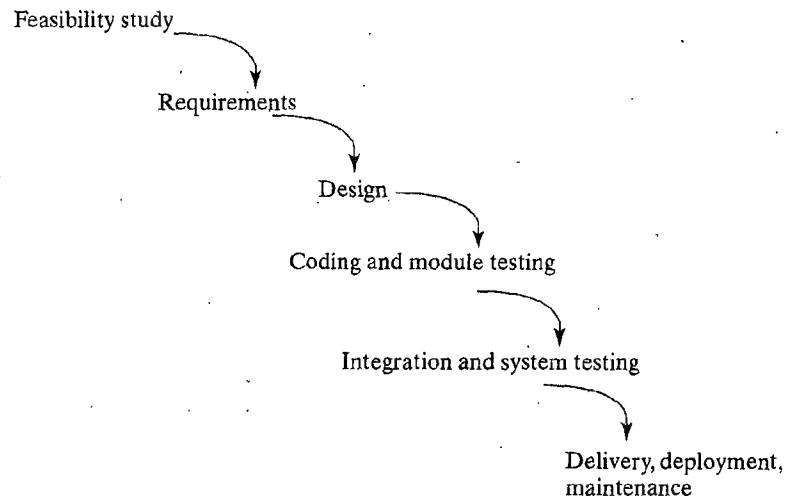 Feasibility study
Requirements
Design
Coding and module testing
Integration and system testing
Delivery, deployment,
maintenance